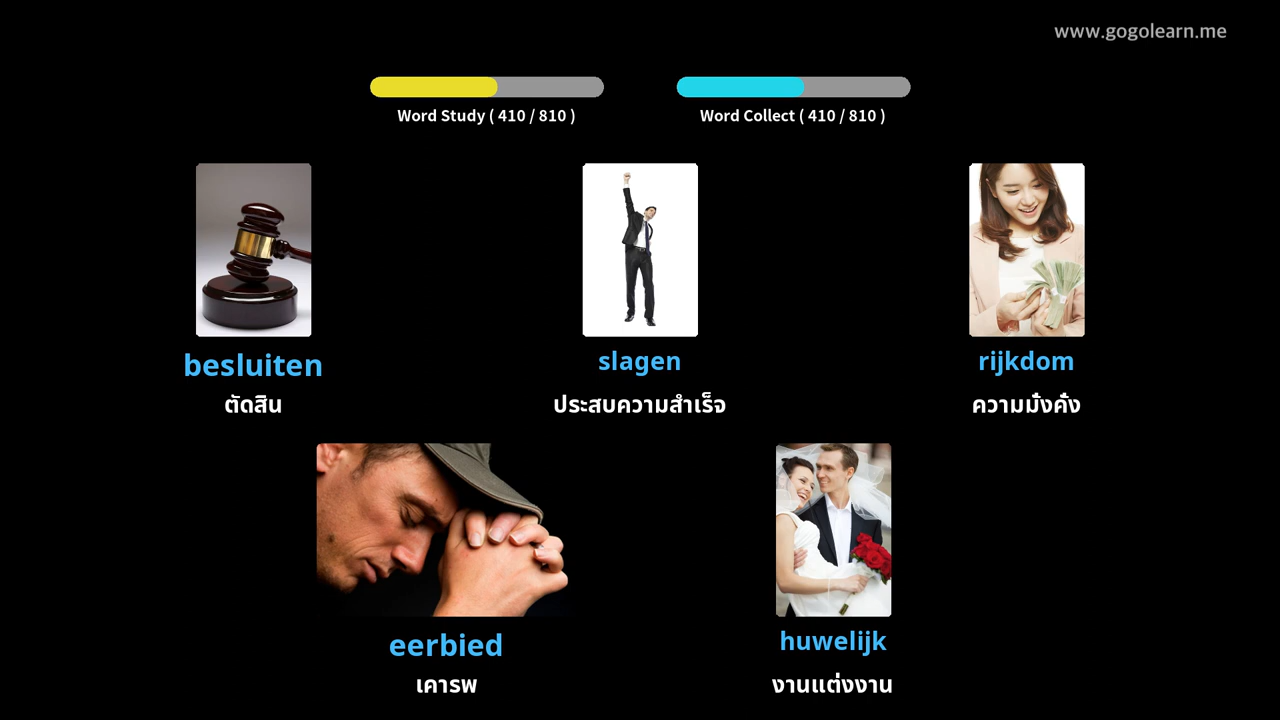 www.gogolearn.me
Word Study ( 410 / 810 )
Word Collect ( 410 / 810 )
besluiten
ตัดสิน
slagen
ประสบความสำเร็จ
rijkdom
ความมั่งคั่ง
eerbied
เคารพ
huwelijk
งานแต่งงาน